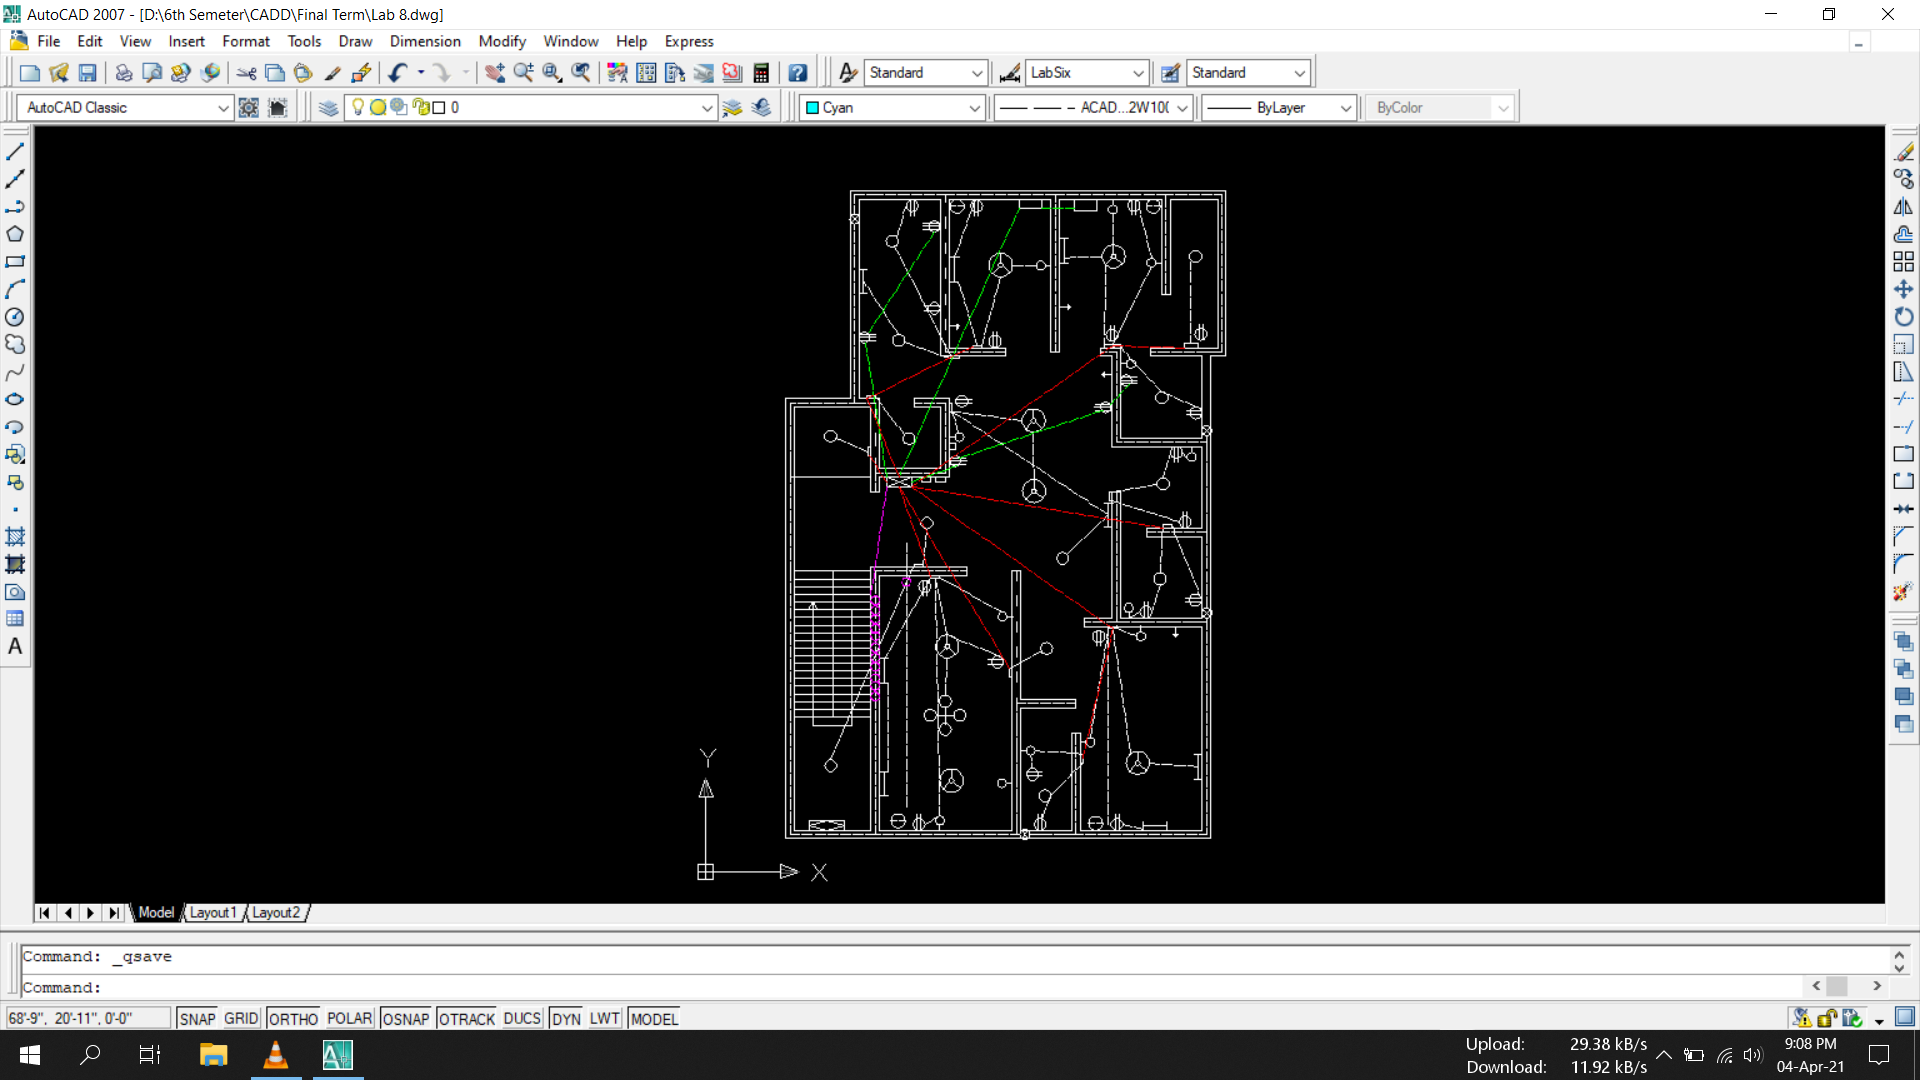 AutoCAD 2007 - [D:\6th Semeter\CADD\Final Term\Lab 8.dwg]
File Edit View Insert Format Tools Draw Dimension Modify Window Help Express
Standard LabSix Standard
AutoCAD Classic 0 Cyan ACAD...2W100 ByLayer ByColor
Y
X
Model Layout1 Layout2
Command: _qsave
Command:
68'-9", 20'-11", 0'-0" SNAP GRID ORTHO POLAR OSNAP OTRACK DUCS DYN LWT MODEL
Upload: 29.38 kB/s 9:08 PM
Download: 11.92 kB/s 04-Apr-21